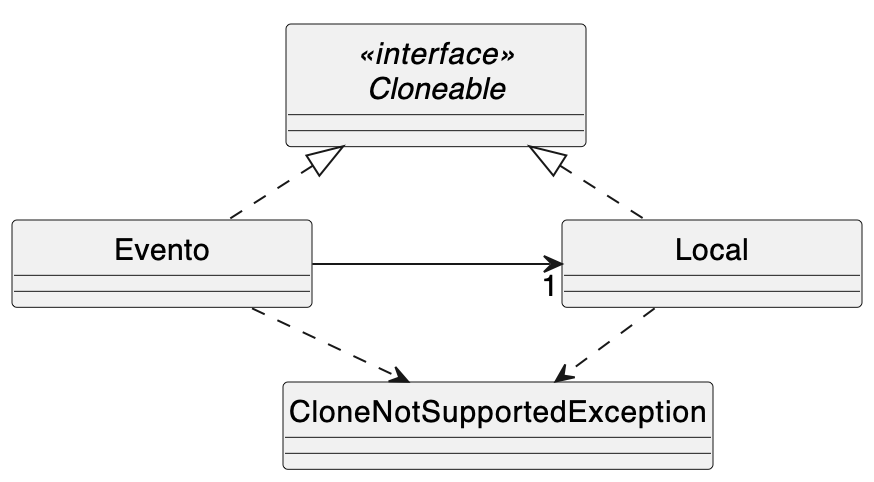 «interface»
Cloneable
Evento
Local
1
CloneNotSupportedException